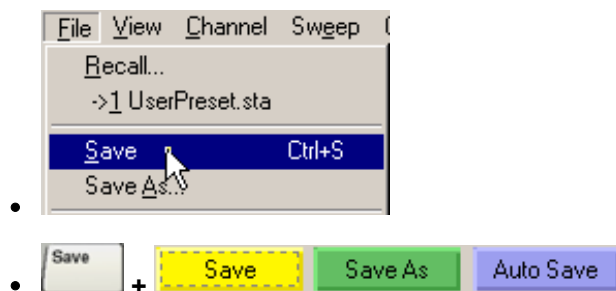 File View Channel Sweep
Recall...
->1 UserPreset.sta
Save Ctrl+S
Save As...
Save + Save Save As Auto Save